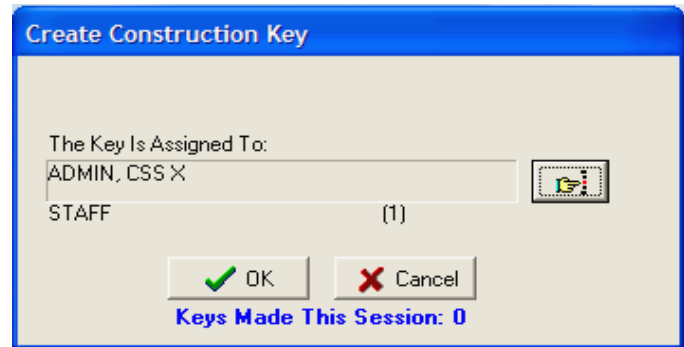 Create Construction Key
The Key Is Assigned To:
ADMIN, CSS X
STAFF (1)
OK Cancel
Keys Made This Session: 0